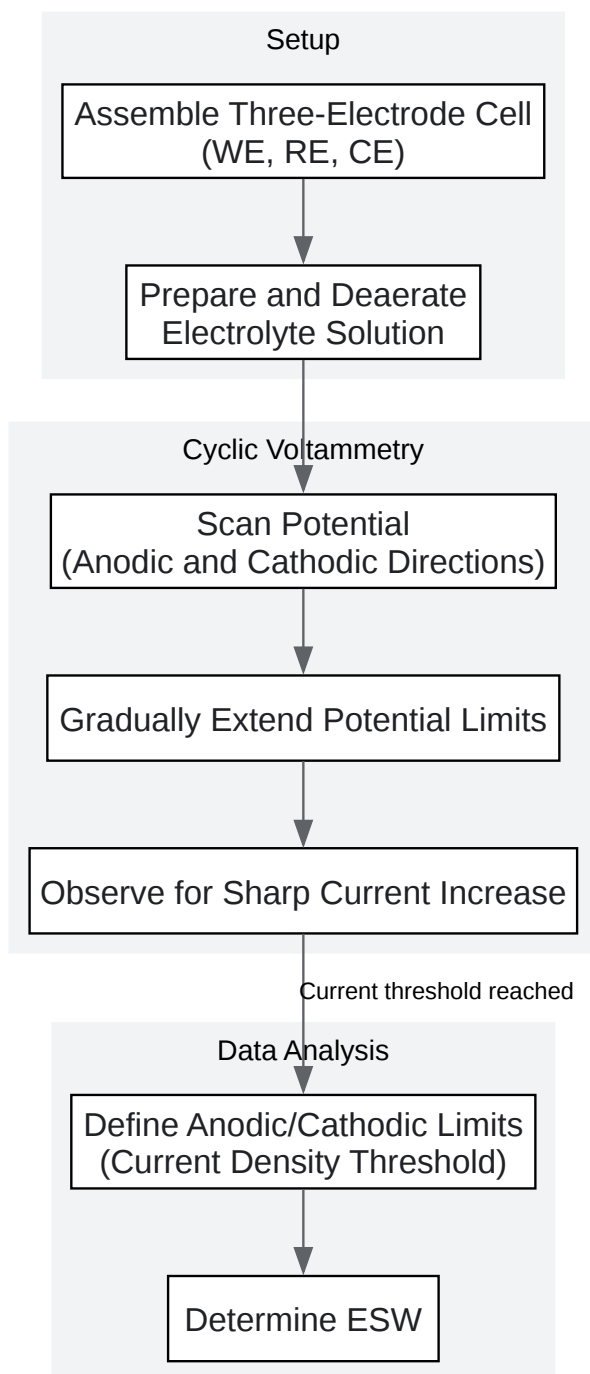 Setup
Assemble Three-Electrode Cell
(WE, RE, CE)
Prepare and Deaerate
Electrolyte Solution
Cyclic Voltammetry
Scan Potential
(Anodic and Cathodic Directions)
Gradually Extend Potential Limits
Observe for Sharp Current Increase
Current threshold reached
Data Analysis
Define Anodic/Cathodic Limits
(Current Density Threshold)
Determine ESW